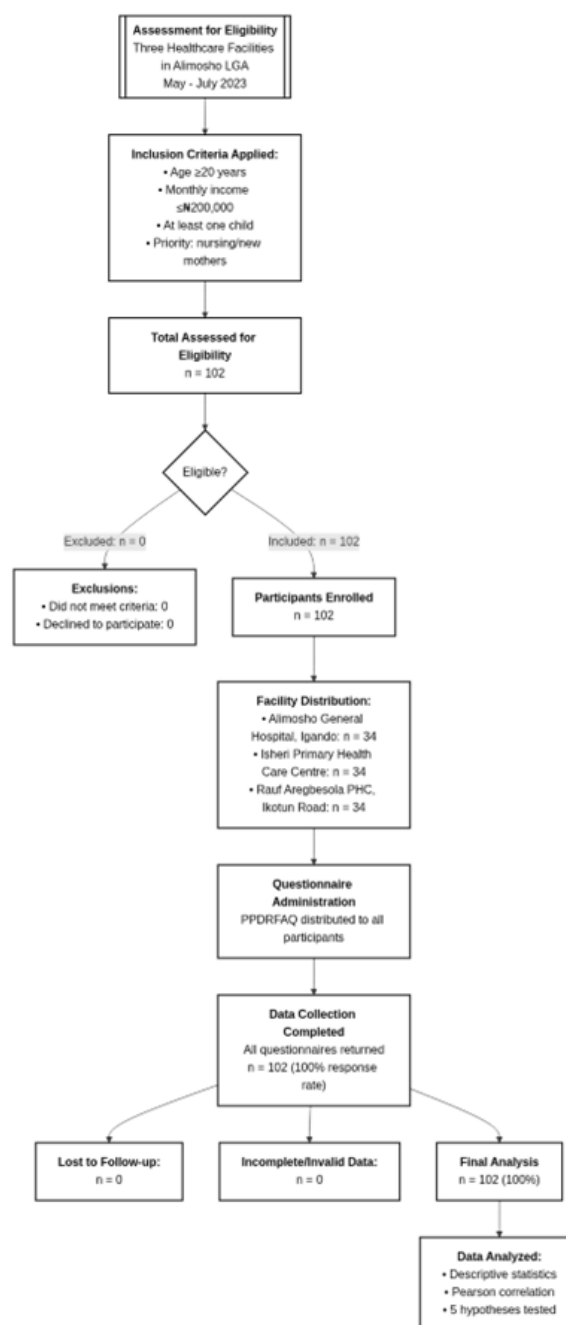 Assessment for Eligibility
Three Healthcare Facilities
in Alimosho LGA
May - July 2023
Inclusion Criteria Applied:
• Age ≥20 years
• Monthly income
≤₦200,000
• At least one child
• Priority: nursing/new
mothers
Total Assessed for
Eligibility
n = 102
Eligible?
Excluded: n = 0
Included: n = 102
Exclusions:
• Did not meet criteria: 0
• Declined to participate: 0
Participants Enrolled
n = 102
Facility Distribution:
• Alimosho General
Hospital, Igando: n = 34
• Isheri Primary Health
Care Centre: n = 34
• Rauf Aregbesola PHC,
Ikotun Road: n = 34
Questionnaire
Administration
PPDRFAQ distributed to all
participants
Data Collection
Completed
All questionnaires returned
n = 102 (100% response
rate)
Lost to Follow-up:
n = 0
Incomplete/Invalid Data:
n = 0
Final Analysis
n = 102 (100%)
Data Analyzed:
• Descriptive statistics
• Pearson correlation
• 5 hypotheses tested